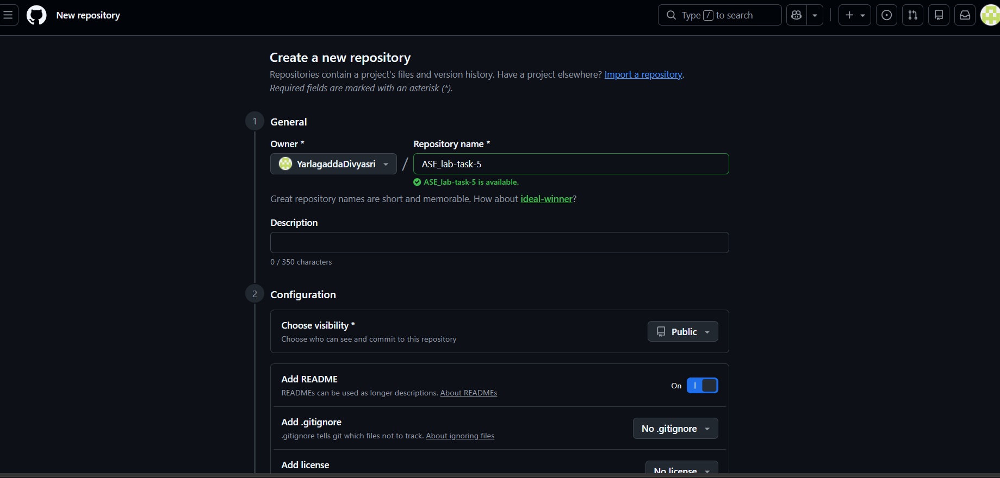 New repository
Type / to search
Create a new repository
Repositories contain a project's files and version history. Have a project elsewhere? Import a repository.
Required fields are marked with an asterisk (*).
1 General
Owner * Repository name *
YarlagaddaDivyasri / ASE_lab-task-5
ASE_lab-task-5 is available.
Great repository names are short and memorable. How about ideal-winner?
Description
0 / 350 characters
2 Configuration
Choose visibility *
Choose who can see and commit to this repository
Public
Add README
READMEs can be used as longer descriptions. About READMEs
On
Add .gitignore
.gitignore tells git which files not to track. About ignoring files
No .gitignore
Add license
No license